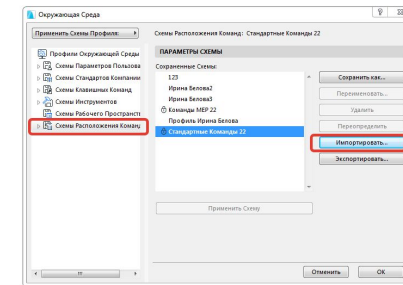 Окружающая Среда
Применить Схемы Профиля:
Схемы Расположения Команд: Стандартные Команды 22
Профили Окружающей Среды
Схемы Параметров Пользова
Схемы Стандартов Компании
Схемы Клавишных Команд
Схемы Инструментов
Схемы Рабочего Пространст
Схемы Расположения Команд
ПАРАМЕТРЫ СХЕМЫ
Сохраненные Схемы:
123
Ирина Белова2
Ирина Белова3
Команды MEP 22
Профиль Ирина Белова
Стандартные Команды 22
Сохранить как...
Переименовать...
Удалить
Переопределить
Импортировать...
Экспортировать...
Применить Схему
Отменить
ОК